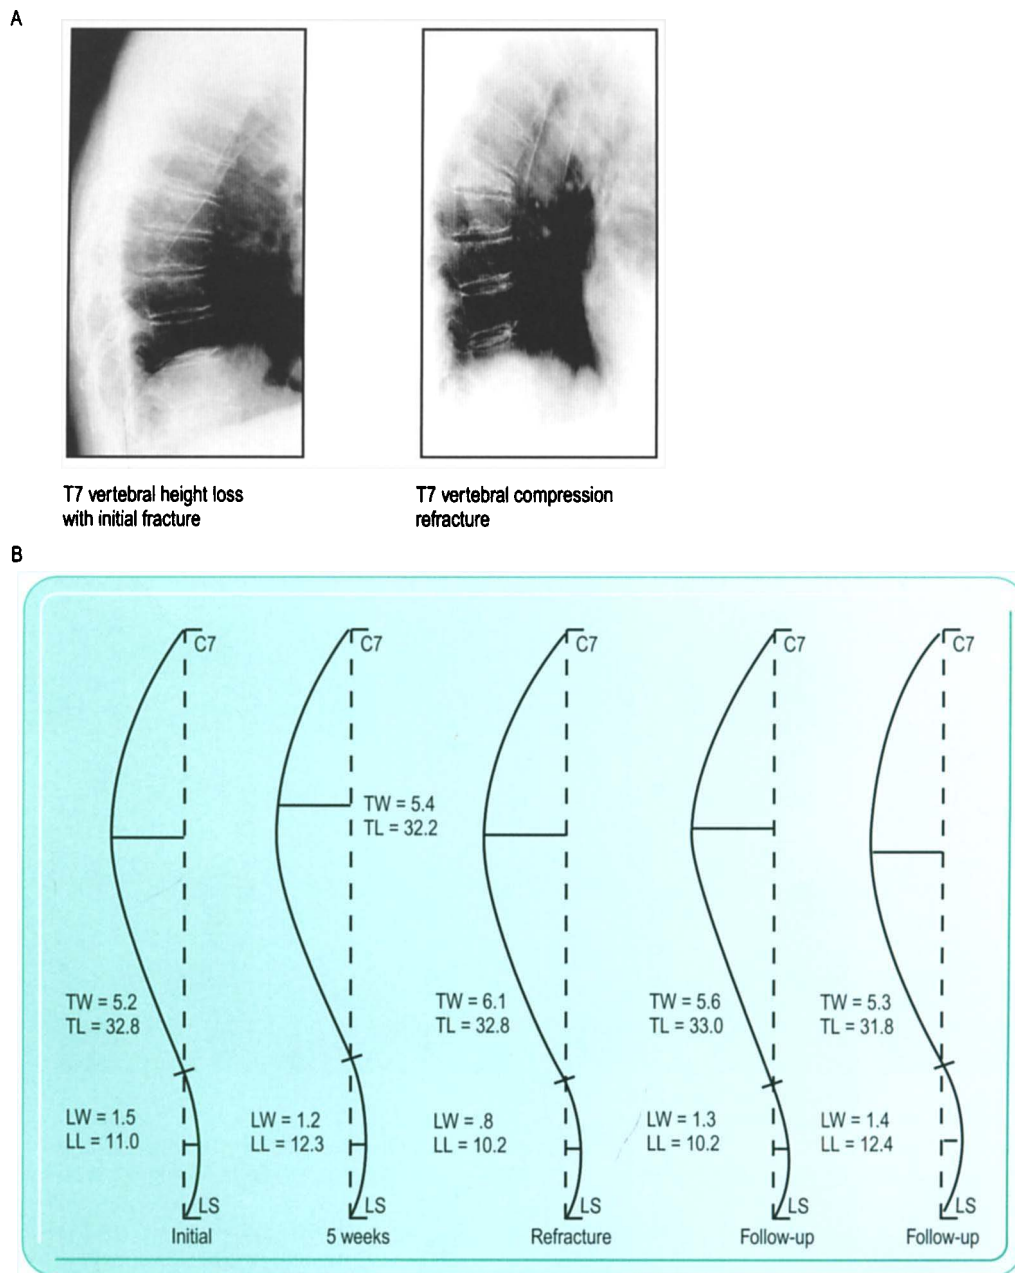 A
T7 vertebral height loss
with initial fracture
T7 vertebral compression
refracture
B
C7
C7
C7
C7
C7
TW = 5.4
TL = 32.2
TW = 5.2
TL = 32.8
TW = 6.1
TL = 32.8
TW = 5.6
TL = 33.0
TW = 5.3
TL = 31.8
LW = 1.5
LL = 11.0
LW = 1.2
LL = 12.3
LW = .8
LL = 10.2
LW = 1.3
LL = 10.2
LW = 1.4
LL = 12.4
LS
LS
LS
LS
LS
Initial
5 weeks
Refracture
Follow-up
Follow-up